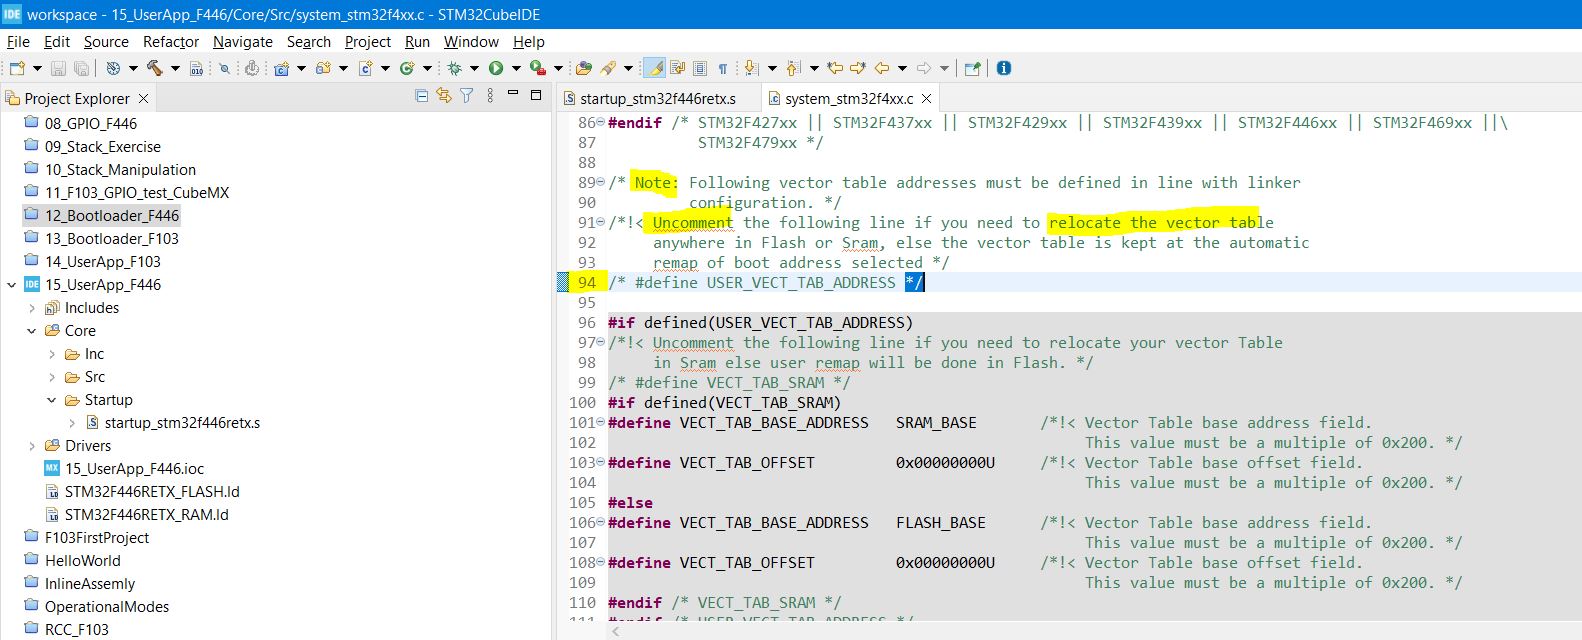 IDE workspace - 15_UserApp_F446/Core/Src/system_stm32f4xx.c - STM32CubeIDE
File Edit Source Refactor Navigate Search Project Run Window Help
Project Explorer
08_GPIO_F446
09_Stack_Exercise
10_Stack_Manipulation
11_F103_GPIO_test_CubeMX
12_Bootloader_F446
13_Bootloader_F103
14_UserApp_F103
IDE 15_UserApp_F446
Includes
Core
Inc
Src
Startup
startup_stm32f446retx.s
Drivers
MX 15_UserApp_F446.ioc
STM32F446RETX_FLASH.ld
STM32F446RETX_RAM.ld
F103FirstProject
HelloWorld
InlineAssemly
OperationalModes
RCC_F103
startup_stm32f446retx.s system_stm32f4xx.c
86 #endif /* STM32F427xx || STM32F437xx || STM32F429xx || STM32F439xx || STM32F446xx || STM32F469xx ||\
87 STM32F479xx */
88
89 /* Note: Following vector table addresses must be defined in line with linker
90 configuration. */
91 /*!< Uncomment the following line if you need to relocate the vector table
92 anywhere in Flash or Sram, else the vector table is kept at the automatic
93 remap of boot address selected */
94 /* #define USER_VECT_TAB_ADDRESS */
95
96 #if defined(USER_VECT_TAB_ADDRESS)
97 /*!< Uncomment the following line if you need to relocate your vector Table
98 in Sram else user remap will be done in Flash. */
99 /* #define VECT_TAB_SRAM */
100 #if defined(VECT_TAB_SRAM)
101 #define VECT_TAB_BASE_ADDRESS SRAM_BASE /*!< Vector Table base address field.
102 This value must be a multiple of 0x200. */
103 #define VECT_TAB_OFFSET 0x00000000U /*!< Vector Table base offset field.
104 This value must be a multiple of 0x200. */
105 #else
106 #define VECT_TAB_BASE_ADDRESS FLASH_BASE /*!< Vector Table base address field.
107 This value must be a multiple of 0x200. */
108 #define VECT_TAB_OFFSET 0x00000000U /*!< Vector Table base offset field.
109 This value must be a multiple of 0x200. */
110 #endif /* VECT_TAB_SRAM */
111 #endif /* USER_VECT_TAB_ADDRESS */